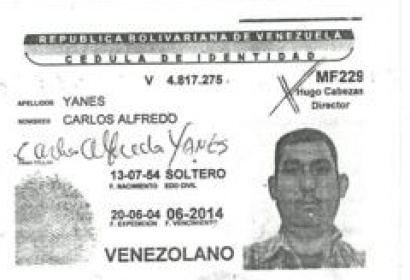 REPUBLICA BOLIVARIANA DE VENEZUELA
CEDULA DE IDENTIDAD
V 4.817.275
MF229
Hugo Cabezas
Director
APELLIDOS YANES
NOMBRES CARLOS ALFREDO
Carlos Alfredo YANES
13-07-54 SOLTERO
F. NACIMIENTO EDO CIVIL
20-06-04 06-2014
F. EXPEDICION F. VENCIMIENTO
VENEZOLANO